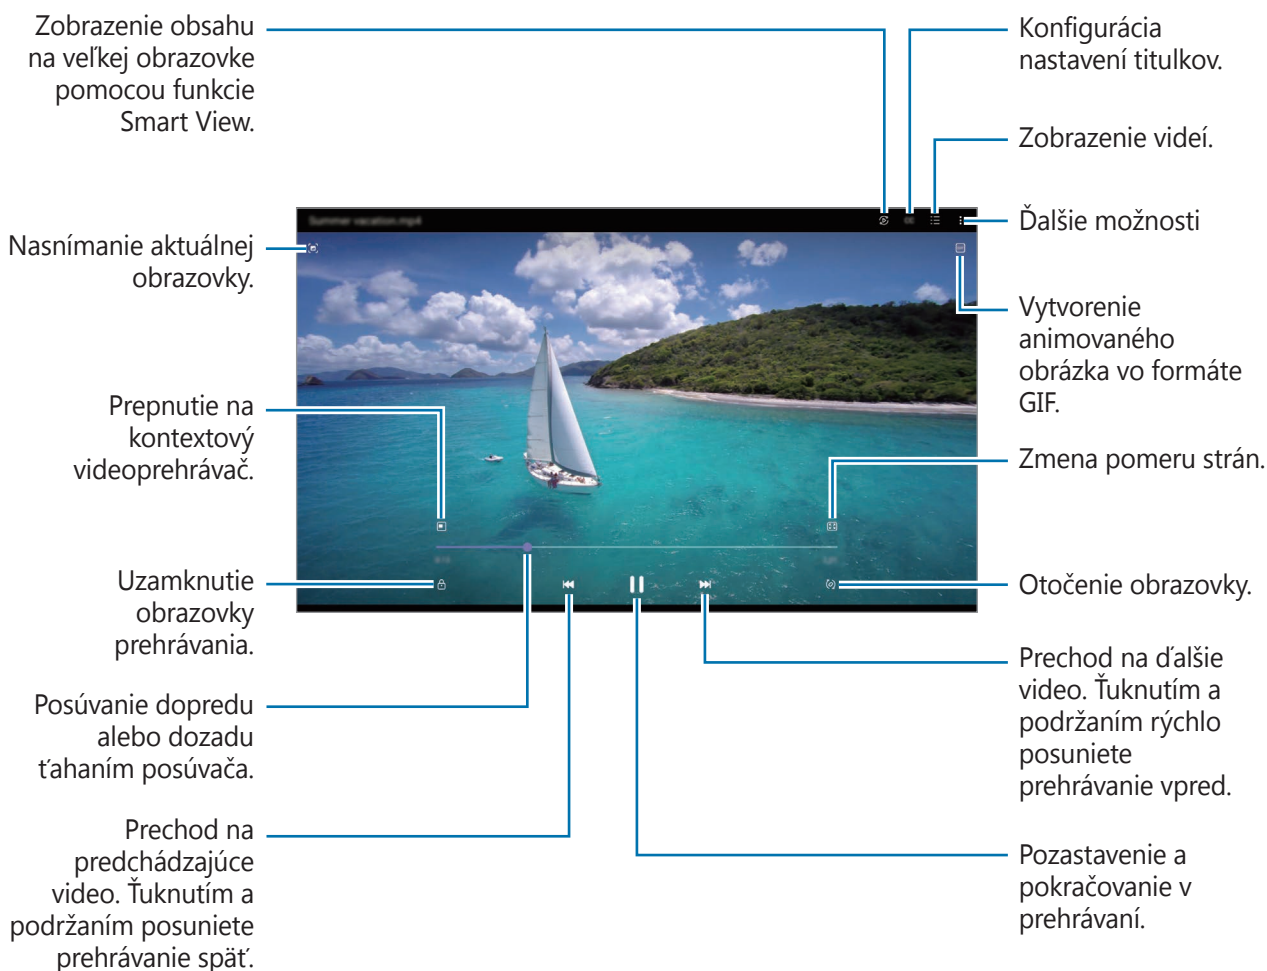 Zobrazenie obsahu
na veľkej obrazovke
pomocou funkcie
Smart View.
Nasnímanie aktuálnej
obrazovky.
Prepnutie na
kontextový
videoprehrávač.
Uzamknutie
obrazovky
prehrávania.
Posúvanie dopredu
alebo dozadu
ťahaním posúvača.
Prechod na
predchádzajúce
video. Ťuknutím a
podržaním posuniete
prehrávanie späť.
Summer vacation.mp4
Konfigurácia
nastavení titulkov.
Zobrazenie videí.
Ďalšie možnosti
Vytvorenie
animovaného
obrázka vo formáte
GIF.
Zmena pomeru strán.
Otočenie obrazovky.
Prechod na ďalšie
video. Ťuknutím a
podržaním rýchlo
posuniete
prehrávanie vpred.
Pozastavenie a
pokračovanie v
prehrávaní.